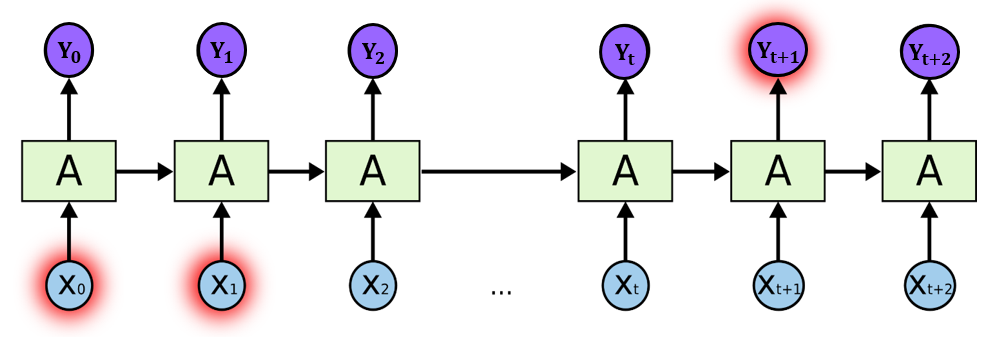 Y0 Y1 Y2 Yt Yt+1 Yt+2
A A A A A A
X0 X1 X2 ... Xt Xt+1 Xt+2